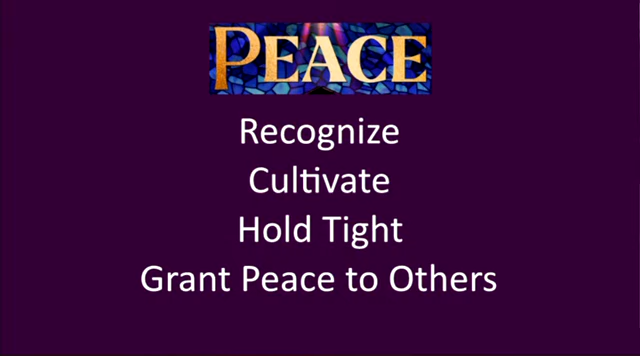 PEACE
Recognize
Cultivate
Hold Tight
Grant Peace to Others